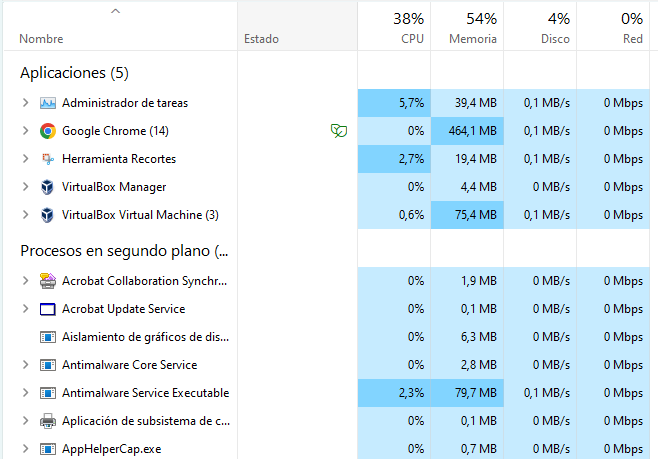 38% 54% 4% 0%
Nombre Estado CPU Memoria Disco Red
Aplicaciones (5)
Administrador de tareas 5,7% 39,4 MB 0,1 MB/s 0 Mbps
Google Chrome (14) 0% 464,1 MB 0,1 MB/s 0 Mbps
Herramienta Recortes 2,7% 19,4 MB 0,1 MB/s 0 Mbps
VirtualBox Manager 0% 4,4 MB 0 MB/s 0 Mbps
VirtualBox Virtual Machine (3) 0,6% 75,4 MB 0,1 MB/s 0 Mbps
Procesos en segundo plano (...
Acrobat Collaboration Synchr... 0% 1,9 MB 0 MB/s 0 Mbps
Acrobat Update Service 0% 0,1 MB 0 MB/s 0 Mbps
Aislamiento de gráficos de dis... 0% 6,3 MB 0 MB/s 0 Mbps
Antimalware Core Service 0% 2,8 MB 0 MB/s 0 Mbps
Antimalware Service Executable 2,3% 79,7 MB 0,1 MB/s 0 Mbps
Aplicación de subsistema de c... 0% 0,1 MB 0 MB/s 0 Mbps
AppHelperCap.exe 0% 0,7 MB 0 MB/s 0 Mbps